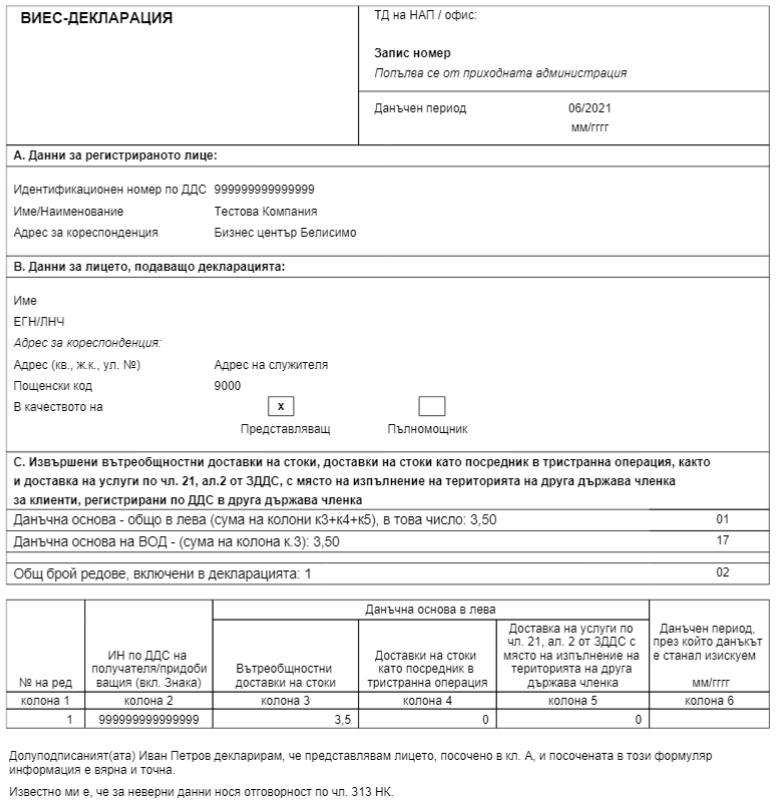 ВИЕС-ДЕКЛАРАЦИЯ
ТД на НАП / офис:
Запис номер
Попълва се от приходната администрация
Данъчен период 06/2021
мм/гггг
А. Данни за регистрираното лице:
Идентификационен номер по ДДС 999999999999999
Име/Наименование Тестова Компания
Адрес за кореспонденция Бизнес център Белисимо
В. Данни за лицето, подаващо декларацията:
Име
ЕГН/ЛНЧ
Адрес за кореспонденция:
Адрес (кв., ж.к., ул. №) Адрес на служителя
Пощенски код 9000
В качеството на x
Представляващ Пълномощник
С. Извършени вътреобщностни доставки на стоки, доставки на стоки като посредник в тристранна операция, както
и доставка на услуги по чл. 21, ал.2 от ЗДДС, с място на изпълнение на територията на друга държава членка
за клиенти, регистрирани по ДДС в друга държава членка
Данъчна основа - общо в лева (сума на колони к3+к4+к5), в това число: 3,50 01
Данъчна основа на ВОД - (сума на колона к.3): 3,50 17
Общ брой редове, включени в декларацията: 1 02
Данъчна основа в лева
№ на ред
ИН по ДДС на
получателя/придоби
ващия (вкл. Знака)
Вътреобщностни
доставки на стоки
Доставки на стоки
като посредник в
тристранна операция
Доставка на услуги по
чл. 21, ал. 2 от ЗДДС с
място на изпълнение на
територията на друга
държава членка
Данъчен период,
през който данъкът
е станал изискуем
мм/гггг
колона 1 колона 2 колона 3 колона 4 колона 5 колона 6
1 999999999999999 3,5 0 0
Долуподписаният(ата) Иван Петров декларирам, че представлявам лицето, посочено в кл. А, и посочената в този формуляр
информация е вярна и точна.
Известно ми е, че за неверни данни нося отговорност по чл. 313 НК.